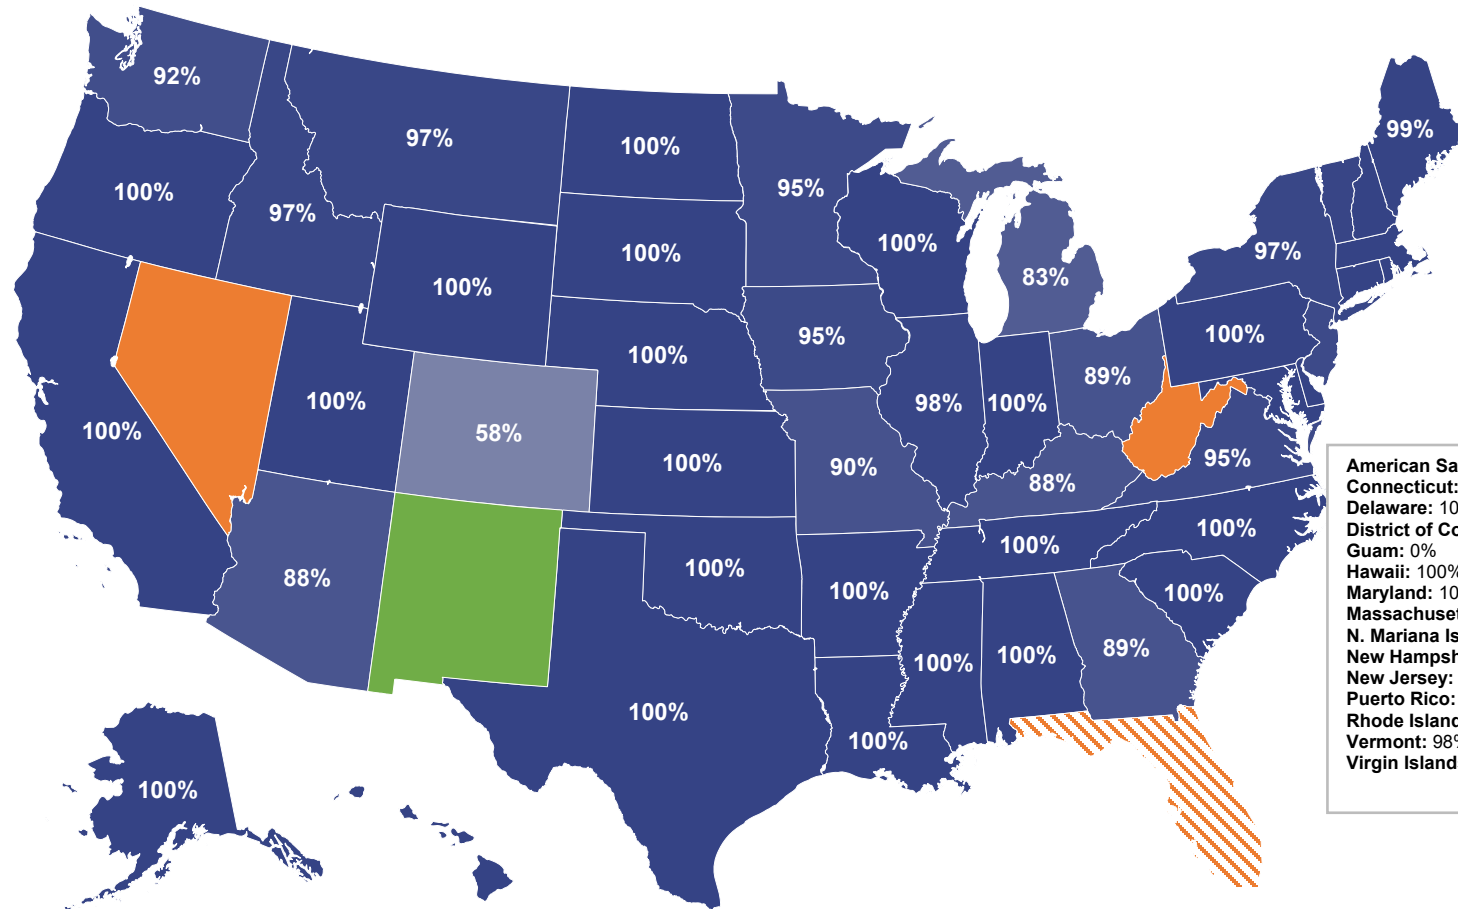 92%
97%
100%
99%
100%
97%
95%
100%
97%
100%
100%
83%
100%
95%
100%
100%
89%
100%
98%
100%
58%
100%
95%
100%
90%
88%
100%
100%
88%
100%
100%
100%
100%
100%
89%
100%
100%
100%
American Sa
Connecticut:
Delaware: 10
District of Co
Guam: 0%
Hawaii: 100%
Maryland: 10
Massachuset
N. Mariana Is
New Hampsh
New Jersey:
Puerto Rico:
Rhode Island
Vermont: 98%
Virgin Island
100%